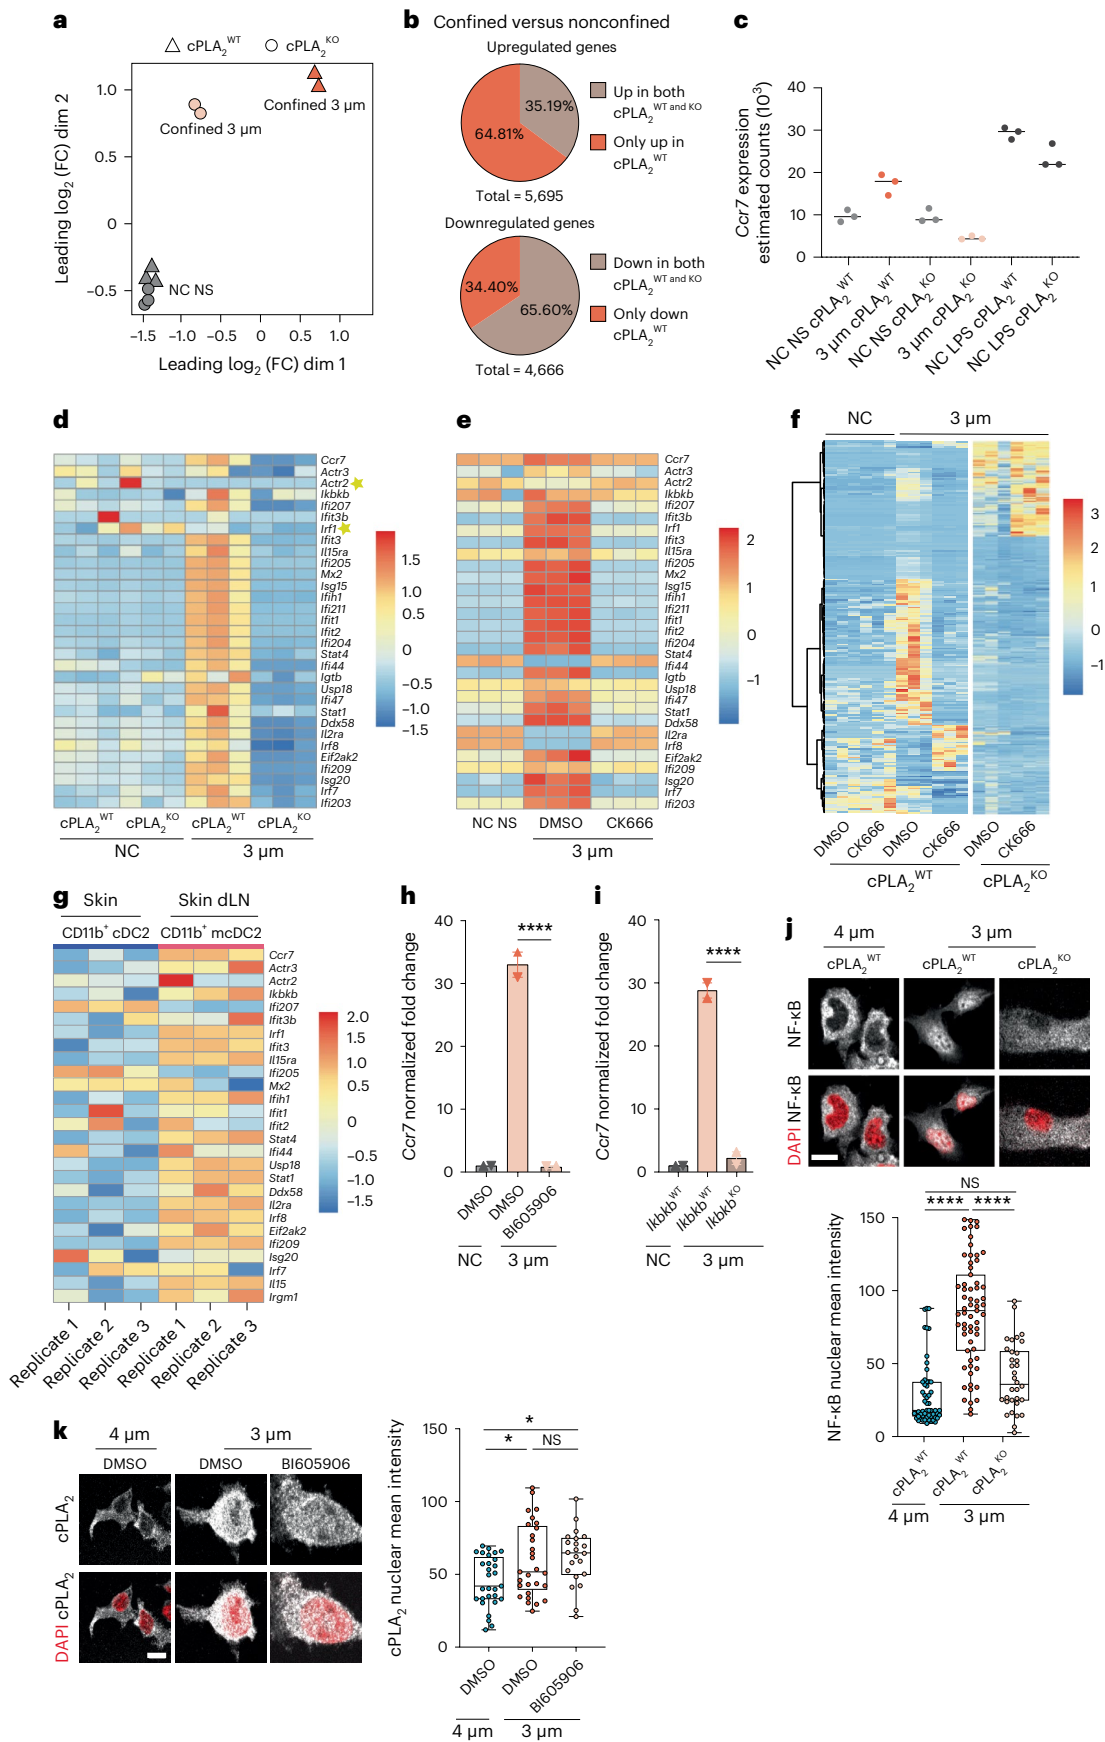 a
cPLA2WT
cPLA2KO
Leading log2 (FC) dim 2
1.0
0.5
0
−0.5
Confined 3 µm
Confined 3 µm
NC NS
−1.5 −1.0 −0.5 0 0.5 1.0
Leading log2 (FC) dim 1
b Confined versus nonconfined
Upregulated genes
35.19%
64.81%
Up in both
cPLA2WT and KO
Only up in
cPLA2WT
Total = 5,695
Downregulated genes
34.40%
65.60%
Down in both
cPLA2WT and KO
Only down
cPLA2WT
Total = 4,666
c
Ccr7 expression
estimated counts (10³)
40
30
20
10
0
NC NS cPLA2WT
3 µm cPLA2WT
NC NS cPLA2KO
3 µm cPLA2KO
NC LPS cPLA2WT
NC LPS cPLA2KO
d
Ccr7
Actr3
Actr2
Ikbkb
Ifi207
Ifit3b
Irf1
Ifit3
Il15ra
Ifi205
Mx2
Isg15
Ifih1
Ifi211
Ifit1
Ifit2
Ifi204
Stat4
Ifi44
Igtb
Usp18
Ifi47
Stat1
Ddx58
Il2ra
Irf8
Eif2ak2
Ifi209
Isg20
Irf7
Ifi203
1.5
1.0
0.5
0
−0.5
−1.0
−1.5
cPLA2WT cPLA2KO cPLA2WT cPLA2KO
NC 3 µm
e
Ccr7
Actr3
Actr2
Ikbkb
Ifi207
Ifit3b
Irf1
Ifit3
Il15ra
Ifi205
Mx2
Isg15
Ifih1
Ifi211
Ifit1
Ifit2
Ifi204
Stat4
Ifi44
Igtb
Usp18
Ifi47
Stat1
Ddx58
Il2ra
Irf8
Eif2ak2
Ifi209
Isg20
Irf7
Ifi203
2
1
0
−1
NC NS DMSO CK666
3 µm
f
NC 3 µm
3
2
1
0
−1
DMSO CK666 DMSO CK666 DMSO CK666
cPLA2WT cPLA2KO
g
Skin Skin dLN
CD11b+ cDC2 CD11b+ mcDC2
Ccr7
Actr3
Actr2
Ikbkb
Ifi207
Ifit3b
Irf1
Ifit3
Il15ra
Ifi205
Mx2
Ifih1
Ifit1
Ifit2
Stat4
Ifi44
Usp18
Stat1
Ddx58
Il2ra
Irf8
Eif2ak2
Ifi209
Isg20
Irf7
Il15
Irgm1
2.0
1.5
1.0
0.5
0
−0.5
−1.0
−1.5
Replicate 1
Replicate 2
Replicate 3
Replicate 1
Replicate 2
Replicate 3
h
Ccr7 normalized fold change
40
30
20
10
0
****
DMSO
DMSO
BI605906
NC 3 µm
i
Ccr7 normalized fold change
40
30
20
10
0
****
IkbkbWT
IkbkbWT
IkbkbKO
NC 3 µm
j
4 µm 3 µm
cPLA2WT cPLA2WT cPLA2KO
NF-κB
DAPI NF-κB
NS
**** ****
NF-κB nuclear mean intensity
150
100
50
0
cPLA2WT
cPLA2WT
cPLA2KO
4 µm 3 µm
k
4 µm 3 µm
DMSO DMSO BI605906
cPLA2
DAPI cPLA2
cPLA2 nuclear mean intensity
150
100
50
0
*
* NS
DMSO
DMSO
BI605906
4 µm 3 µm